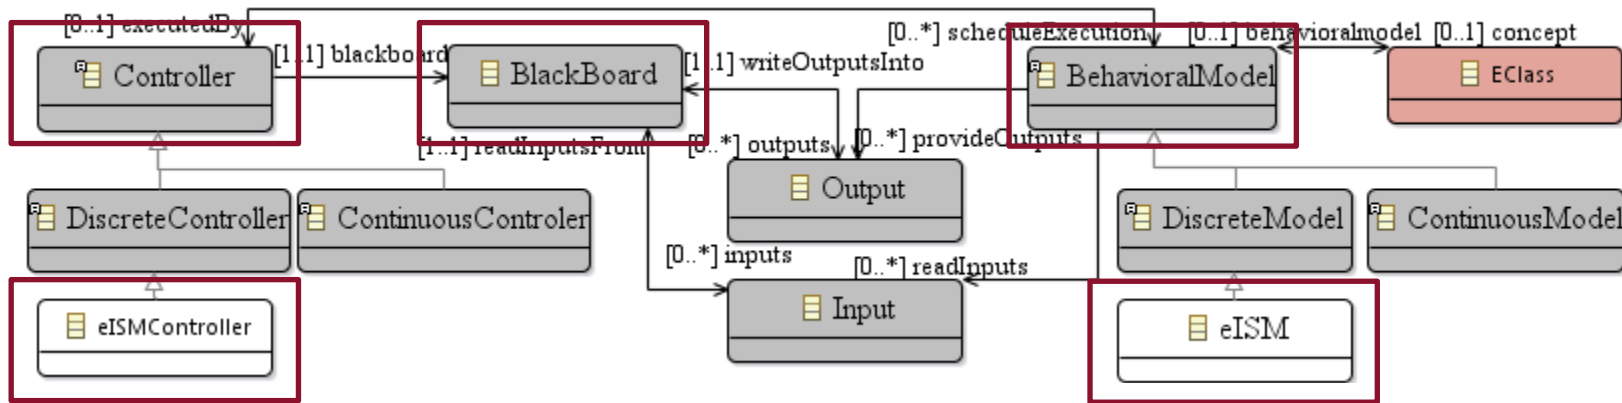 [0..1] executedBy
[0..*] scheduleExecution
[0..1] behavioralmodel
[0..1] concept
Controller
[1..1] blackboard
BlackBoard
[1..1] writeOutputsInto
BehavioralModel
EClass
[1..1] readInputsFrom
[0..*] outputs
[0..*] provideOutputs
DiscreteController
ContinuousControler
Output
DiscreteModel
ContinuousModel
[0..*] inputs
[0..*] readInputs
eISMController
Input
eISM